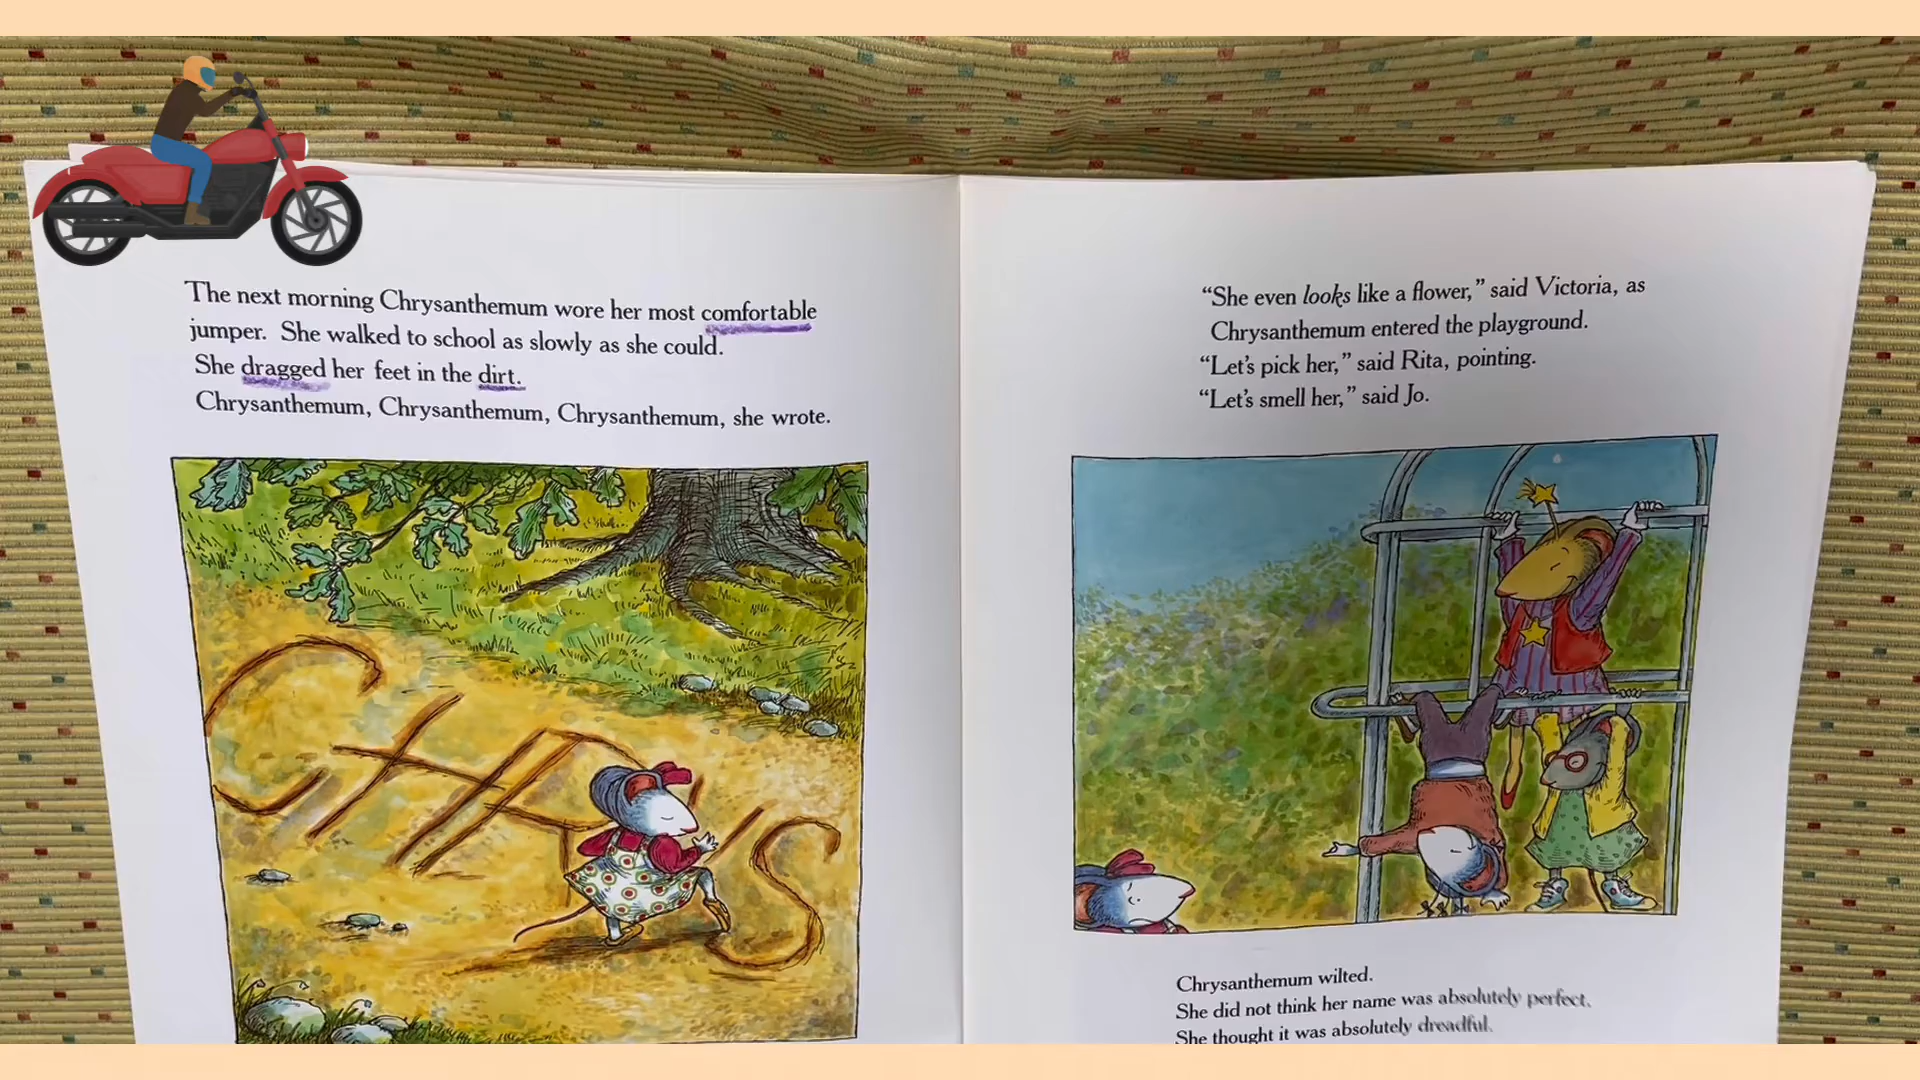 The next morning Chrysanthemum wore her most comfortable
jumper. She walked to school as slowly as she could.
She dragged her feet in the dirt.
Chrysanthemum, Chrysanthemum, Chrysanthemum, she wrote.
CHRYS
“She even looks like a flower,” said Victoria, as
Chrysanthemum entered the playground.
“Let's pick her,” said Rita, pointing.
“Let's smell her,” said Jo.
Chrysanthemum wilted.
She did not think her name was absolutely perfect.
She thought it was absolutely dreadful.